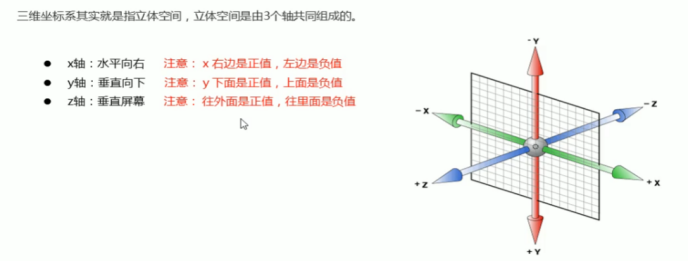 三维坐标系其实就是指立体空间，立体空间是由3个轴共同组成的。
● x轴：水平向右 注意： x 右边是正值，左边是负值
● y轴：垂直向下 注意： y 下面是正值，上面是负值
● z轴：垂直屏幕 注意： 往外面是正值，往里面是负值
－Y
－X
－Z
＋Z
＋X
＋Y